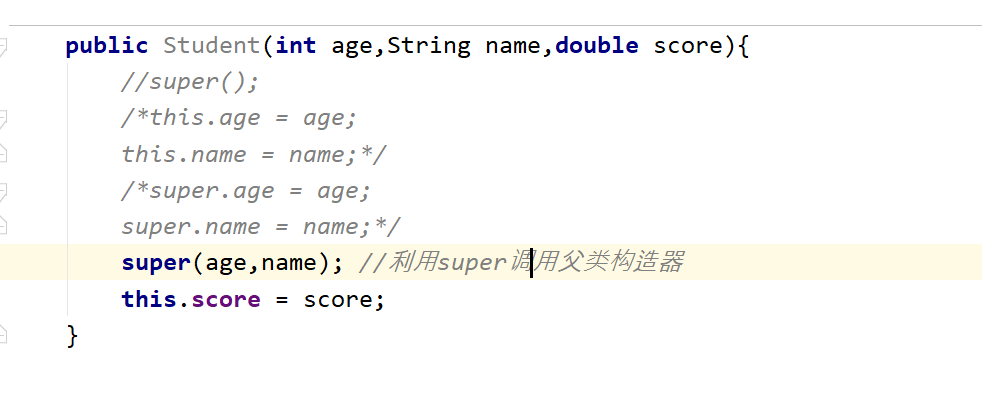 public Student(int age,String name,double score){
//super();
/*this.age = age;
this.name = name;*/
/*super.age = age;
super.name = name;*/
super(age,name); //利用super调用父类构造器
this.score = score;
}